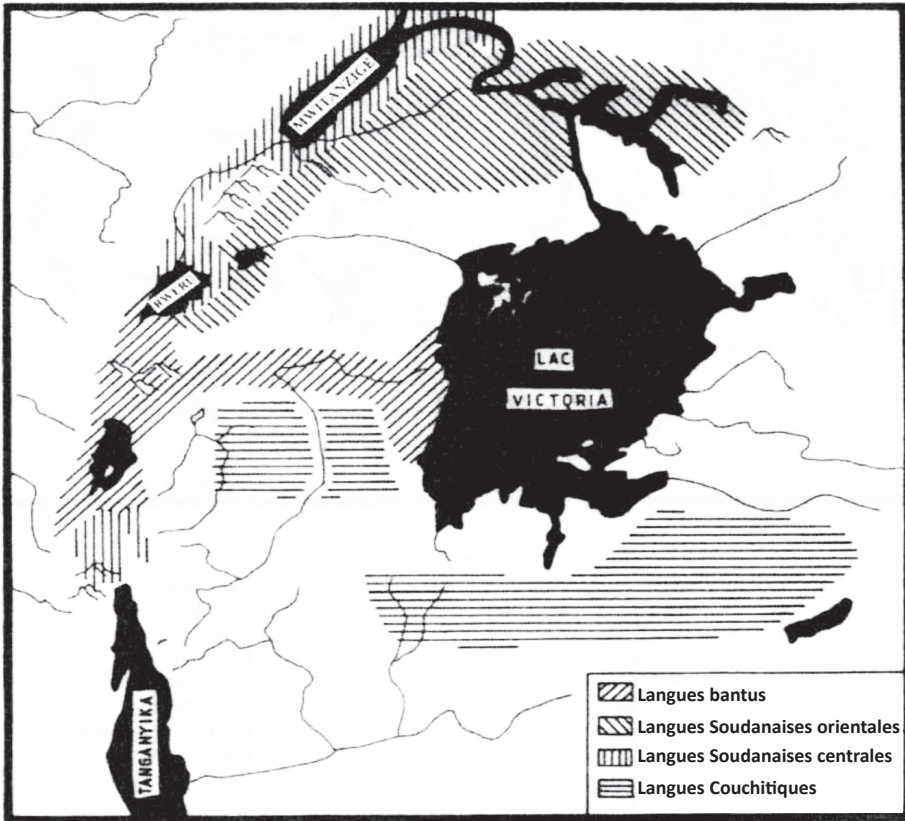 MWITANZIGE
RWERU
LAC
VICTORIA
TANGANYIKA
Langues bantus
Langues Soudanaises orientales
Langues Soudanaises centrales
Langues Couchitiques